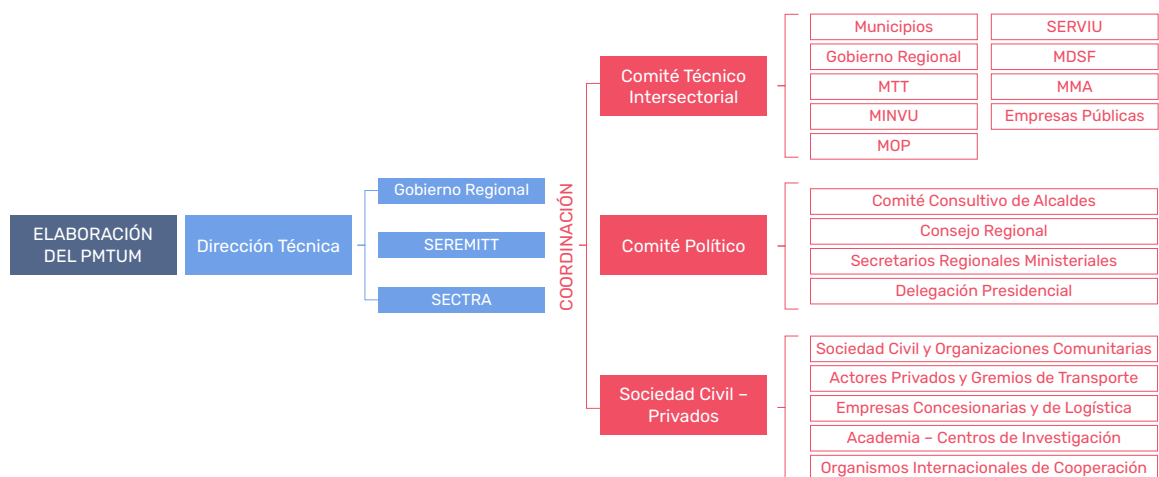 ELABORACIÓN
DEL PMTUM
Dirección Técnica
Gobierno Regional
SEREMITT
SECTRA
COORDINACIÓN
Comité Técnico
Intersectorial
Municipios
Gobierno Regional
MTT
MINVU
MOP
SERVIU
MDSF
MMA
Empresas Públicas
Comité Político
Comité Consultivo de Alcaldes
Consejo Regional
Secretarios Regionales Ministeriales
Delegación Presidencial
Sociedad Civil –
Privados
Sociedad Civil y Organizaciones Comunitarias
Actores Privados y Gremios de Transporte
Empresas Concesionarias y de Logística
Academia – Centros de Investigación
Organismos Internacionales de Cooperación